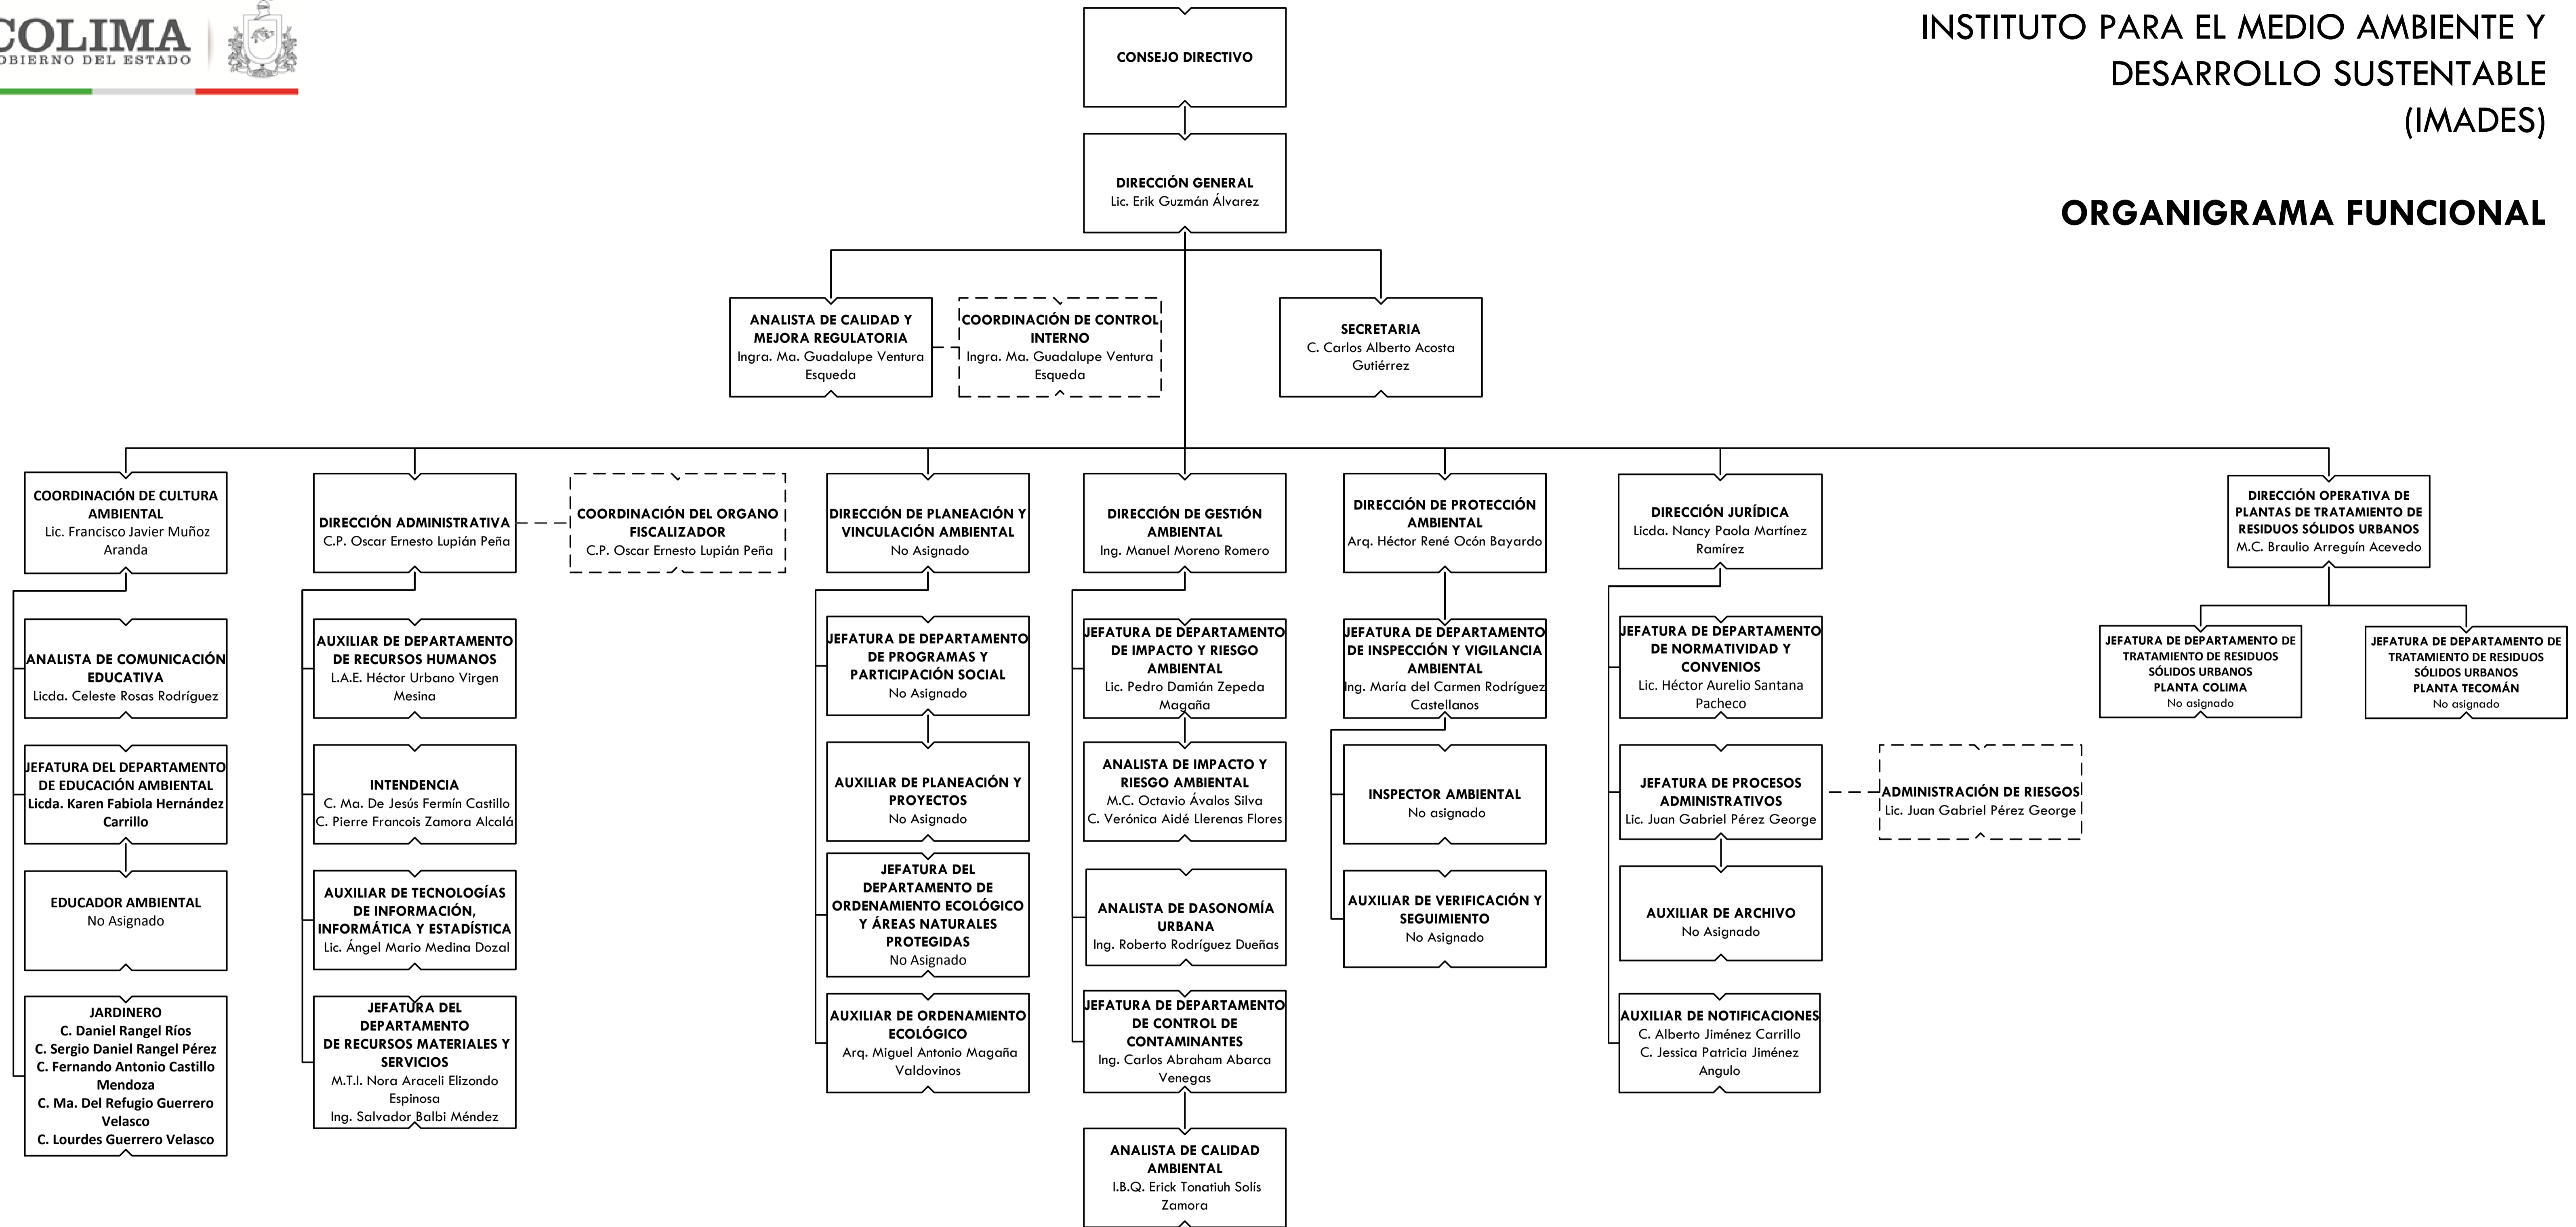 COLIMA
GOBIERNO DEL ESTADO
INSTITUTO PARA EL MEDIO AMBIENTE Y
DESARROLLO SUSTENTABLE
(IMADES)
ORGANIGRAMA FUNCIONAL
CONSEJO DIRECTIVO
DIRECCIÓN GENERAL
Lic. Erik Guzmán Álvarez
ANALISTA DE CALIDAD Y
MEJORA REGULATORIA
Ingra. Ma. Guadalupe Ventura
Esqueda
COORDINACIÓN DE CONTROL
INTERNO
Ingra. Ma. Guadalupe Ventura
Esqueda
SECRETARIA
C. Carlos Alberto Acosta
Gutiérrez
COORDINACIÓN DE CULTURA
AMBIENTAL
Lic. Francisco Javier Muñoz
Aranda
ANALISTA DE COMUNICACIÓN
EDUCATIVA
Licda. Celeste Rosas Rodríguez
JEFATURA DEL DEPARTAMENTO
DE EDUCACIÓN AMBIENTAL
Licda. Karen Fabiola Hernández
Carrillo
EDUCADOR AMBIENTAL
No Asignado
JARDINERO
C. Daniel Rangel Ríos
C. Sergio Daniel Rangel Pérez
C. Fernando Antonio Castillo
Mendoza
C. Ma. Del Refugio Guerrero
Velasco
C. Lourdes Guerrero Velasco
DIRECCIÓN ADMINISTRATIVA
C.P. Oscar Ernesto Lupián Peña
COORDINACIÓN DEL ORGANO
FISCALIZADOR
C.P. Oscar Ernesto Lupián Peña
AUXILIAR DE DEPARTAMENTO
DE RECURSOS HUMANOS
L.A.E. Héctor Urbano Virgen
Mesina
INTENDENCIA
C. Ma. De Jesús Fermín Castillo
C. Pierre Francois Zamora Alcalá
AUXILIAR DE TECNOLOGÍAS
DE INFORMACIÓN,
INFORMÁTICA Y ESTADÍSTICA
Lic. Ángel Mario Medina Dozal
JEFATURA DEL
DEPARTAMENTO
DE RECURSOS MATERIALES Y
SERVICIOS
M.T.I. Nora Araceli Elizondo
Espinosa
Ing. Salvador Balbi Méndez
DIRECCIÓN DE PLANEACIÓN Y
VINCULACIÓN AMBIENTAL
No Asignado
JEFATURA DE DEPARTAMENTO
DE PROGRAMAS Y
PARTICIPACIÓN SOCIAL
No Asignado
AUXILIAR DE PLANEACIÓN Y
PROYECTOS
No Asignado
JEFATURA DEL
DEPARTAMENTO DE
ORDENAMIENTO ECOLÓGICO
Y ÁREAS NATURALES
PROTEGIDAS
No Asignado
AUXILIAR DE ORDENAMIENTO
ECOLÓGICO
Arq. Miguel Antonio Magaña
Valdovinos
DIRECCIÓN DE GESTIÓN
AMBIENTAL
Ing. Manuel Moreno Romero
JEFATURA DE DEPARTAMENTO
DE IMPACTO Y RIESGO
AMBIENTAL
Lic. Pedro Damián Zepeda
Magaña
ANALISTA DE IMPACTO Y
RIESGO AMBIENTAL
M.C. Octavio Ávalos Silva
C. Verónica Aidé Llerenas Flores
ANALISTA DE DASONOMÍA
URBANA
Ing. Roberto Rodríguez Dueñas
JEFATURA DE DEPARTAMENTO
DE CONTROL DE
CONTAMINANTES
Ing. Carlos Abraham Abarca
Venegas
ANALISTA DE CALIDAD
AMBIENTAL
I.B.Q. Erick Tonatiuh Solís
Zamora
DIRECCIÓN DE PROTECCIÓN
AMBIENTAL
Arq. Héctor René Ocón Bayardo
JEFATURA DE DEPARTAMENTO
DE INSPECCIÓN Y VIGILANCIA
AMBIENTAL
Ing. María del Carmen Rodríguez
Castellanos
INSPECTOR AMBIENTAL
No asignado
AUXILIAR DE VERIFICACIÓN Y
SEGUIMIENTO
No Asignado
DIRECCIÓN JURÍDICA
Licda. Nancy Paola Martínez
Ramírez
JEFATURA DE DEPARTAMENTO
DE NORMATIVIDAD Y
CONVENIOS
Lic. Héctor Aurelio Santana
Pacheco
JEFATURA DE PROCESOS
ADMINISTRATIVOS
Lic. Juan Gabriel Pérez George
ADMINISTRACIÓN DE RIESGOS
Lic. Juan Gabriel Pérez George
AUXILIAR DE ARCHIVO
No Asignado
AUXILIAR DE NOTIFICACIONES
C. Alberto Jiménez Carrillo
C. Jessica Patricia Jiménez
Angulo
DIRECCIÓN OPERATIVA DE
PLANTAS DE TRATAMIENTO DE
RESIDUOS SÓLIDOS URBANOS
M.C. Braulio Arreguín Acevedo
JEFATURA DE DEPARTAMENTO DE
TRATAMIENTO DE RESIDUOS
SÓLIDOS URBANOS
PLANTA COLIMA
No asignado
JEFATURA DE DEPARTAMENTO DE
TRATAMIENTO DE RESIDUOS
SÓLIDOS URBANOS
PLANTA TECOMÁN
No asignado